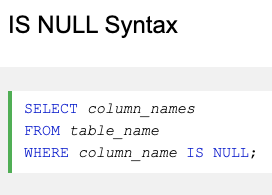 IS NULL Syntax
SELECT column_names
FROM table_name
WHERE column_name IS NULL;